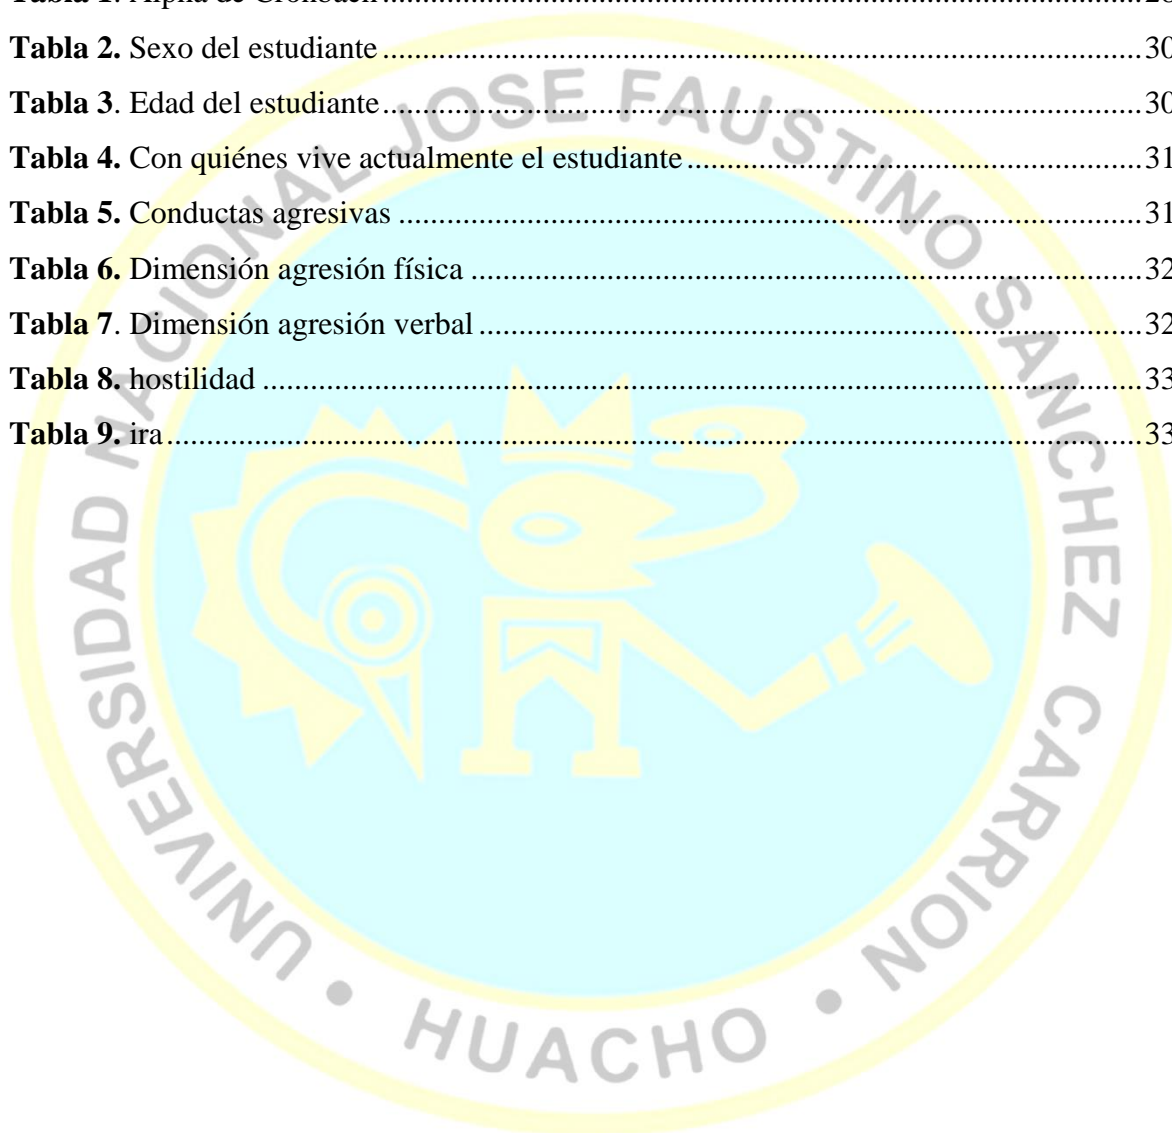 Tabla 2. Sexo del estudiante ........ 30
Tabla 3. Edad del estudiante ........ 30
Tabla 4. Con quiénes vive actualmente el estudiante ........ 31
Tabla 5. Conductas agresivas ........ 31
Tabla 6. Dimensión agresión física ........ 32
Tabla 7. Dimensión agresión verbal ........ 32
Tabla 8. hostilidad ........ 33
Tabla 9. ira ........ 33
UNIVERSIDAD NACIONAL JOSE FAUSTINO SANCHEZ CARRION • HUACHO •